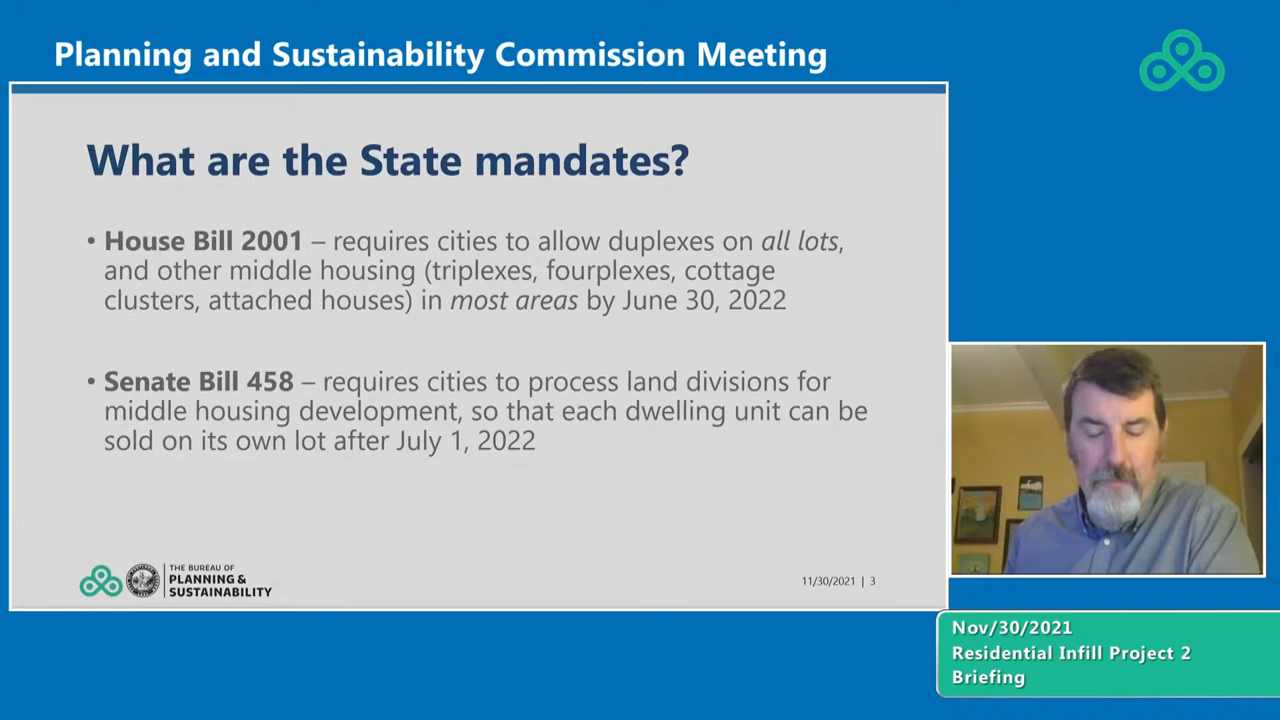 Planning and Sustainability Commission Meeting
What are the State mandates?
• House Bill 2001 – requires cities to allow duplexes on all lots,
and other middle housing (triplexes, fourplexes, cottage
clusters, attached houses) in most areas by June 30, 2022
• Senate Bill 458 – requires cities to process land divisions for
middle housing development, so that each dwelling unit can be
sold on its own lot after July 1, 2022
THE BUREAU OF
PLANNING &
SUSTAINABILITY
11/30/2021 | 3
Nov/30/2021
Residential Infill Project 2
Briefing